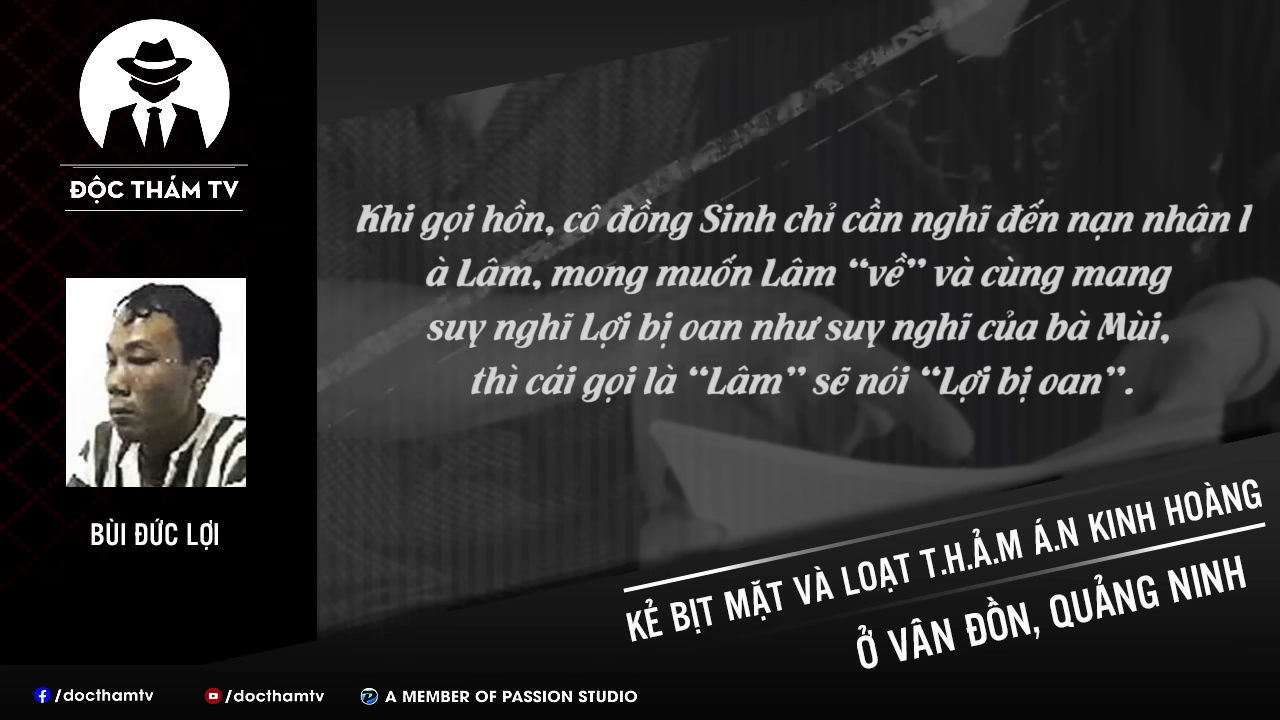 ĐỘC THÁM TV
BÙI ĐỨC LỢI
Khi gọi hồn, cô đồng Sinh chỉ cần nghĩ đến nạn nhân l
à Lâm, mong muốn Lâm “về” và cùng mang
suy nghĩ Lợi bị oan như suy nghĩ của bà Mùi,
thì cái gọi là “Lâm” sẽ nói “Lợi bị oan”.
KẺ BỊT MẶT VÀ LOẠT T.H.Ả.M Á.N KINH HOÀNG
Ở VÂN ĐỒN, QUẢNG NINH
/docthamtv
/docthamtv
A MEMBER OF PASSION STUDIO